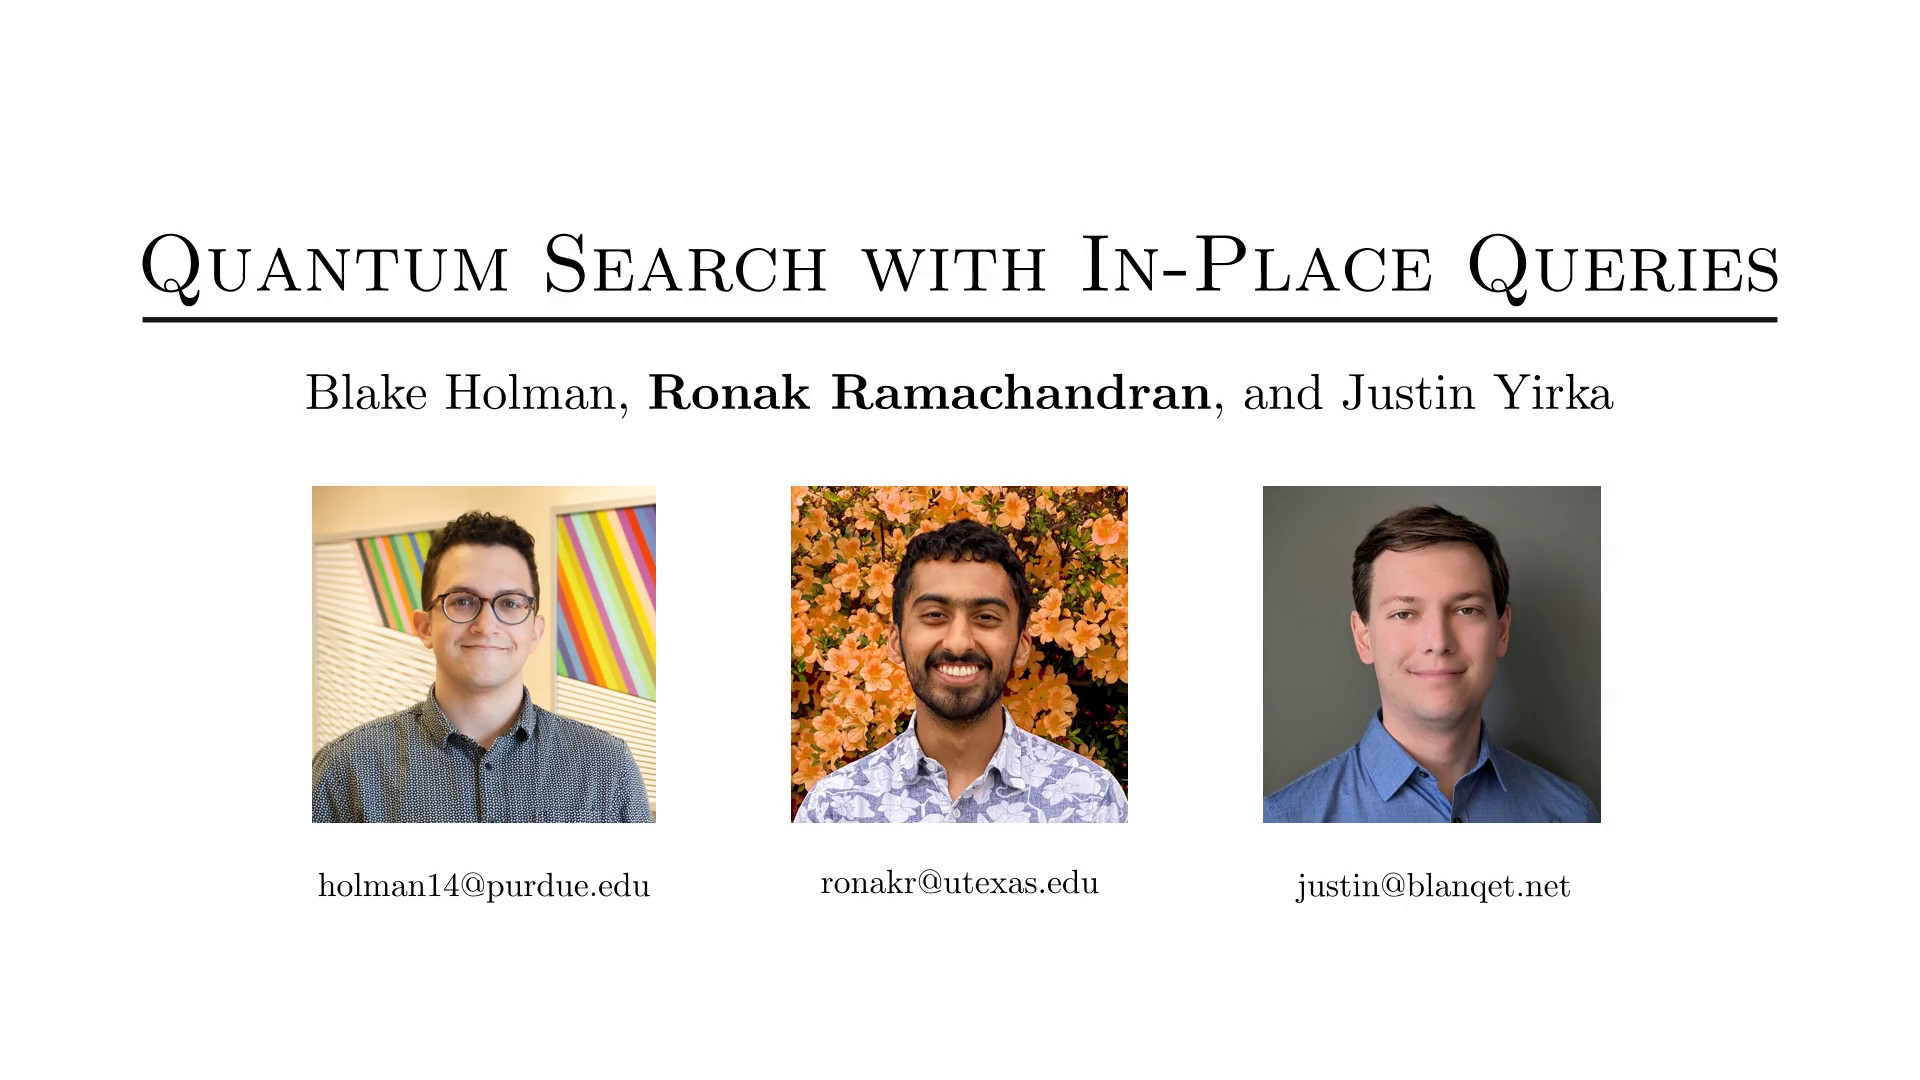 Quantum Search with In-Place Queries
Blake Holman, Ronak Ramachandran, and Justin Yirka
holman14@purdue.edu
ronakr@utexas.edu
justin@blanqet.net